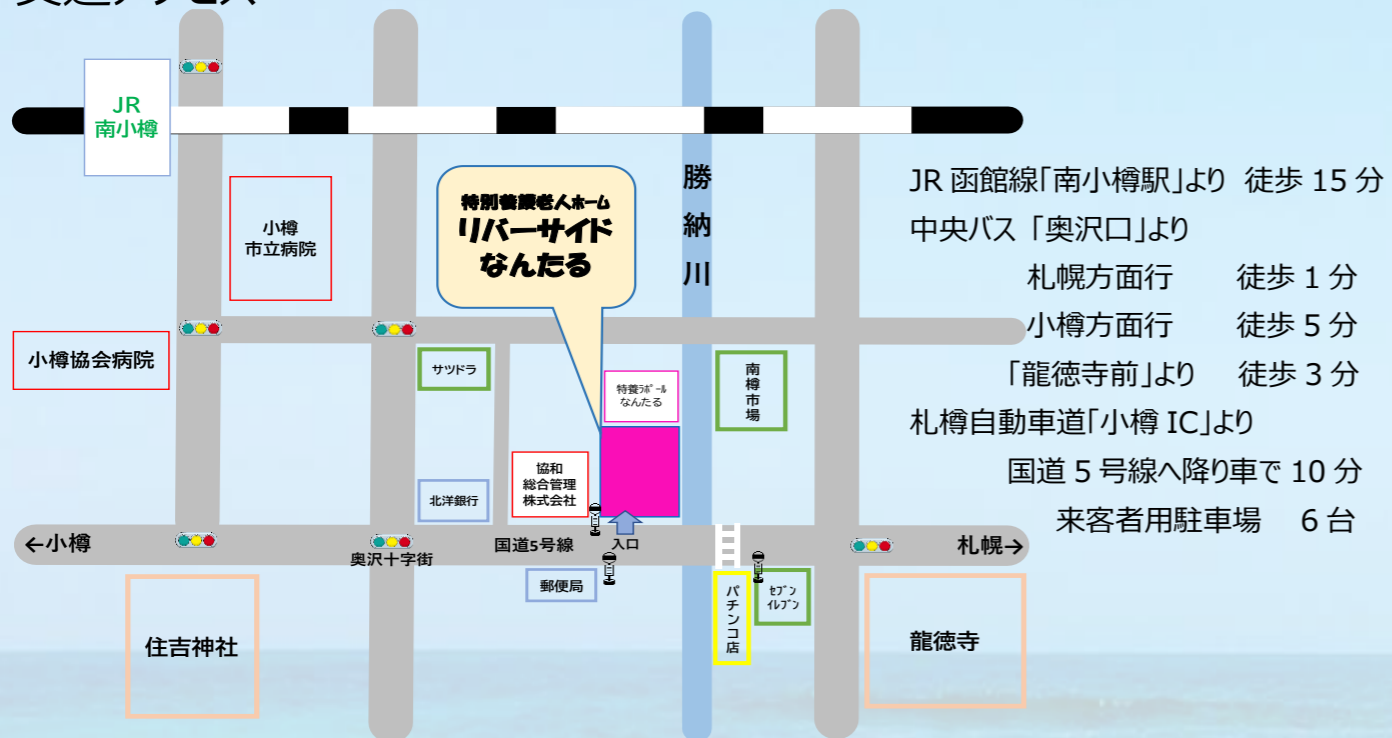 交通アクセス
JR
南小樽
小樽
市立病院
小樽協会病院
特別養護老人ホーム
リバーサイド
なんたる
勝納川
サツドラ
特養ﾗﾎﾟｰﾙ
なんたる
南樽市場
協和
総合管理
株式会社
北洋銀行
←小樽
奥沢十字街
国道5号線
入口
札幌→
郵便局
パチンコ店
ｾﾌﾞﾝ
ｲﾚﾌﾞﾝ
住吉神社
龍徳寺
JR 函館線「南小樽駅」より 徒歩 15 分
中央バス 「奥沢口」より
札幌方面行 徒歩 1 分
小樽方面行 徒歩 5 分
「龍徳寺前」より 徒歩 3 分
札樽自動車道「小樽 IC」より
国道 5 号線へ降り車で 10 分
来客者用駐車場 6 台